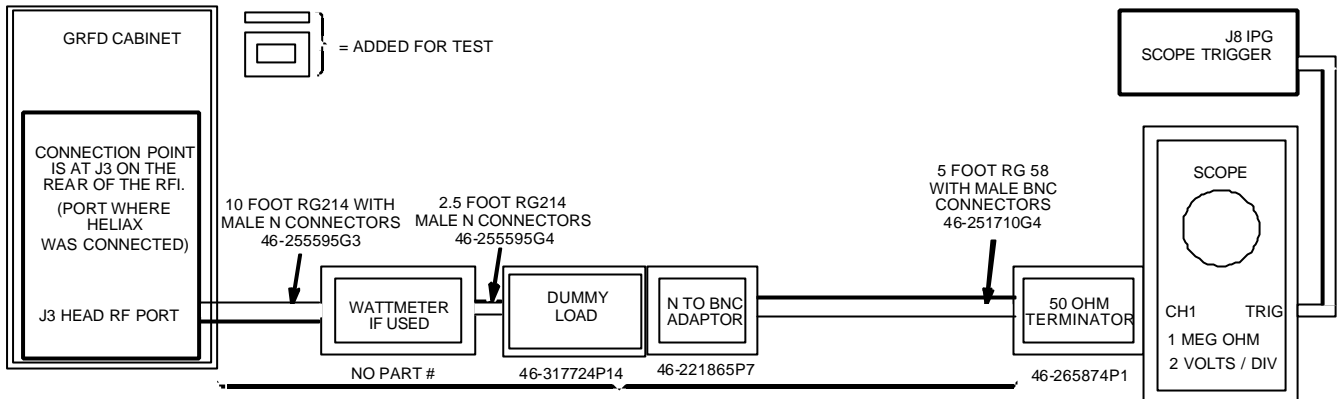 GRFD CABINET
= ADDED FOR TEST
J8 IPG
SCOPE TRIGGER
CONNECTION POINT
IS AT J3 ON THE
REAR OF THE RFI.
(PORT WHERE
HELIAX
WAS CONNECTED)
J3 HEAD RF PORT
10 FOOT RG214 WITH
MALE N CONNECTORS
46-255595G3
2.5 FOOT RG214
MALE N CONNECTORS
46-255595G4
5 FOOT RG 58
WITH MALE BNC
CONNECTORS
46-251710G4
WATTMETER
IF USED
NO PART #
DUMMY
LOAD
46-317724P14
N TO BNC
ADAPTOR
46-221865P7
50 OHM
TERMINATOR
46-265874P1
SCOPE
CH1 TRIG
1 MEG OHM
2 VOLTS / DIV